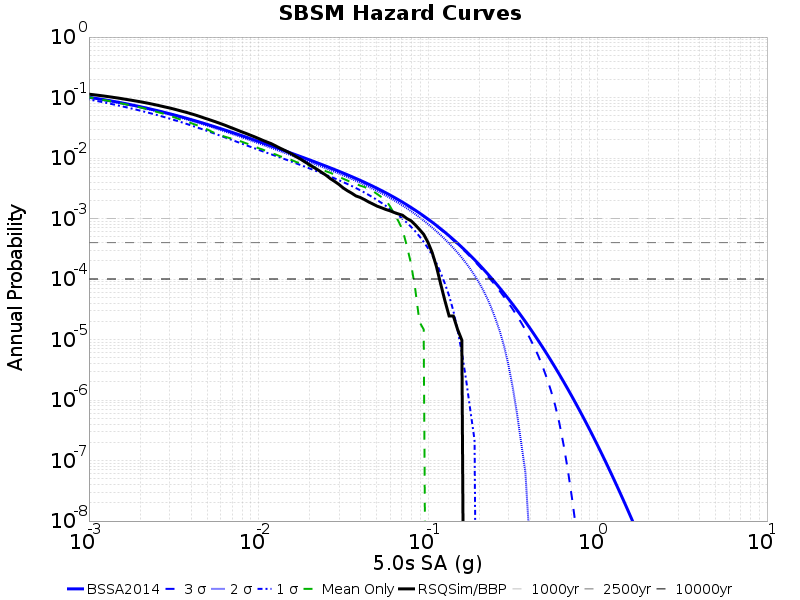 SBSM Hazard Curves
10^0
10^-1
10^-2
10^-3
10^-4
10^-5
10^-6
10^-7
10^-8
Annual Probability
10^-3 10^-2 10^-1 10^0 10^1
5.0s SA (g)
BSSA2014 3 σ 2 σ 1 σ Mean Only RSQSim/BBP 1000yr 2500yr 10000yr